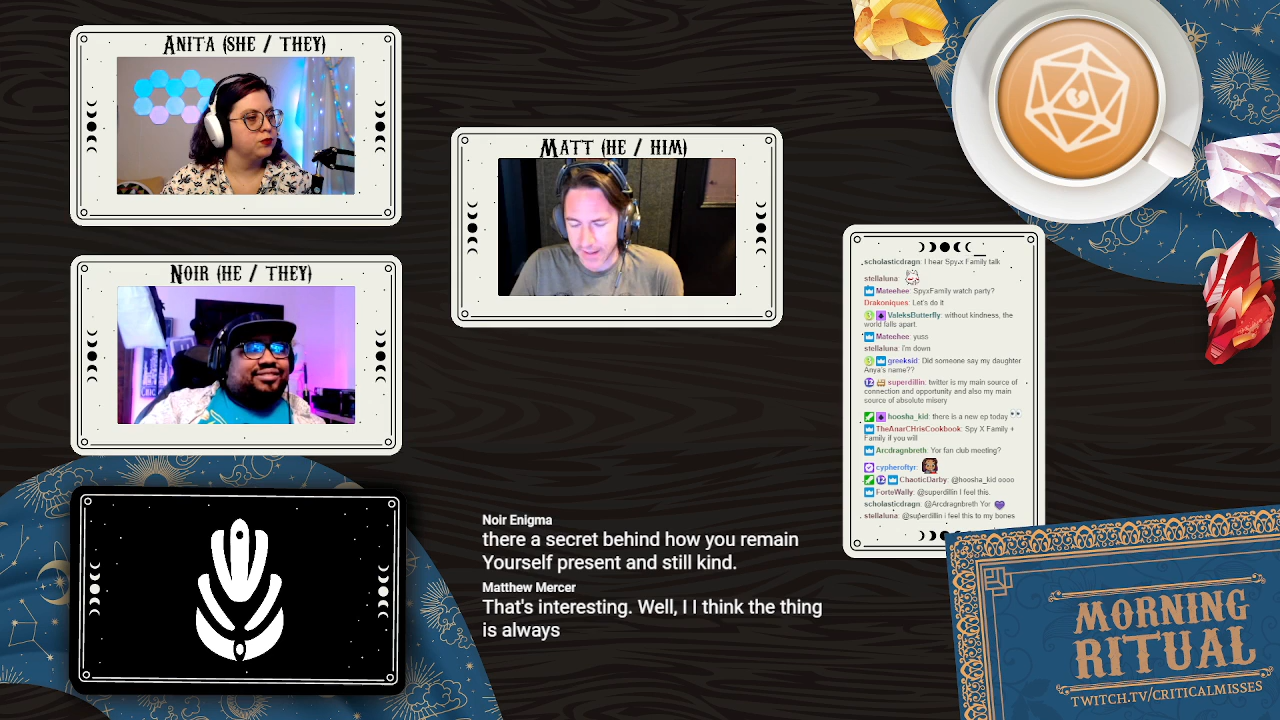 ANITA (SHE / THEY)
MATT (HE / HIM)
NOIR (HE / THEY)
scholasticdragn: I hear Spyx Family talk
stellaluna
Mateehee: SpyxFamily watch party?
Drakoniques: Let's do it
ValeksButterfly: without kindness, the
world falls apart
Mateehee: yuss
stellaluna: I'm down
greeksid: Did someone say my daughter
Anya's name??
12 superdillin: twitter is my main source of
connection and opportunity and also my main
source of absolute misery
hoosha_kid: there is a new ep today
TheAnarCHrisCookbook: Spy X Family +
Family if you will
Arcdragnbreth: Yor fan club meeting?
cypheroftyr:
12 ChaoticDarby: @hoosha_kid oooo
ForteWally: @superdillin I feel this.
scholasticdragn: @Arcdragnbreth Yor
stellaluna: @superdillin i feel this to my bones
Noir Enigma
there a secret behind how you remain
Yourself present and still kind.
Matthew Mercer
That's interesting. Well, I I think the thing
is always
MORNING
RITUAL
TWITCH.TV/CRITICALMISSES